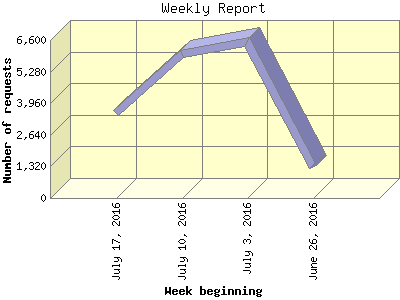 Weekly Report
Number of requests
6,600
5,280
3,960
2,640
1,320
0
July 17, 2016
July 10, 2016
July 3, 2016
June 26, 2016
Week beginning